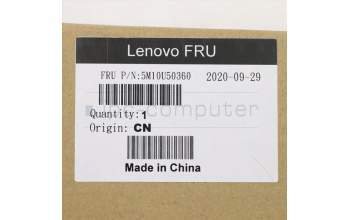 Lenovo FRU
FRU P/N:5M10U50360 2020-09-29
Quantity:1
Origin: CN
Made in China